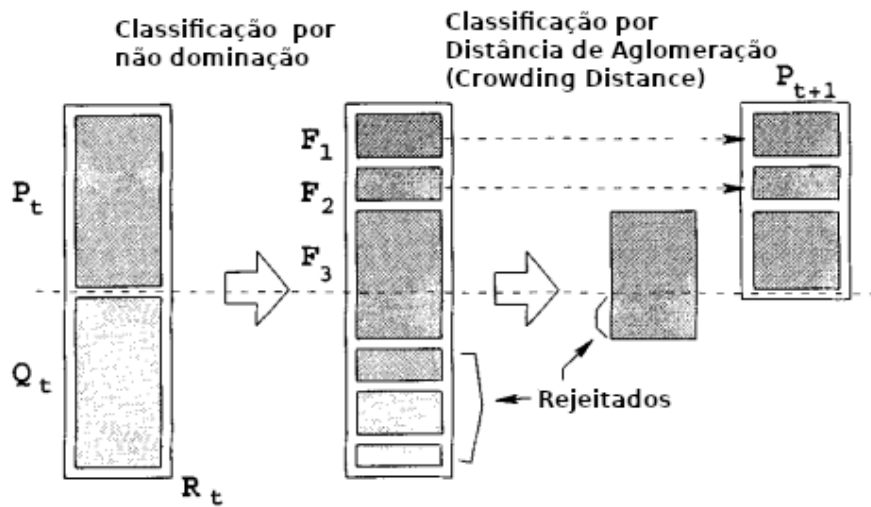 Classificação por
não dominação
Classificação por
Distância de Aglomeração
(Crowding Distance)
P t+1
F 1
F 2
P t
F 3
Q t
Rejeitados
R t